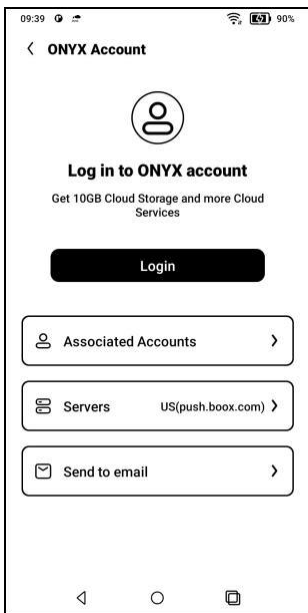 09:39 90%
ONYX Account
Log in to ONYX account
Get 10GB Cloud Storage and more Cloud
Services
Login
Associated Accounts
Servers US(push.boox.com)
Send to email